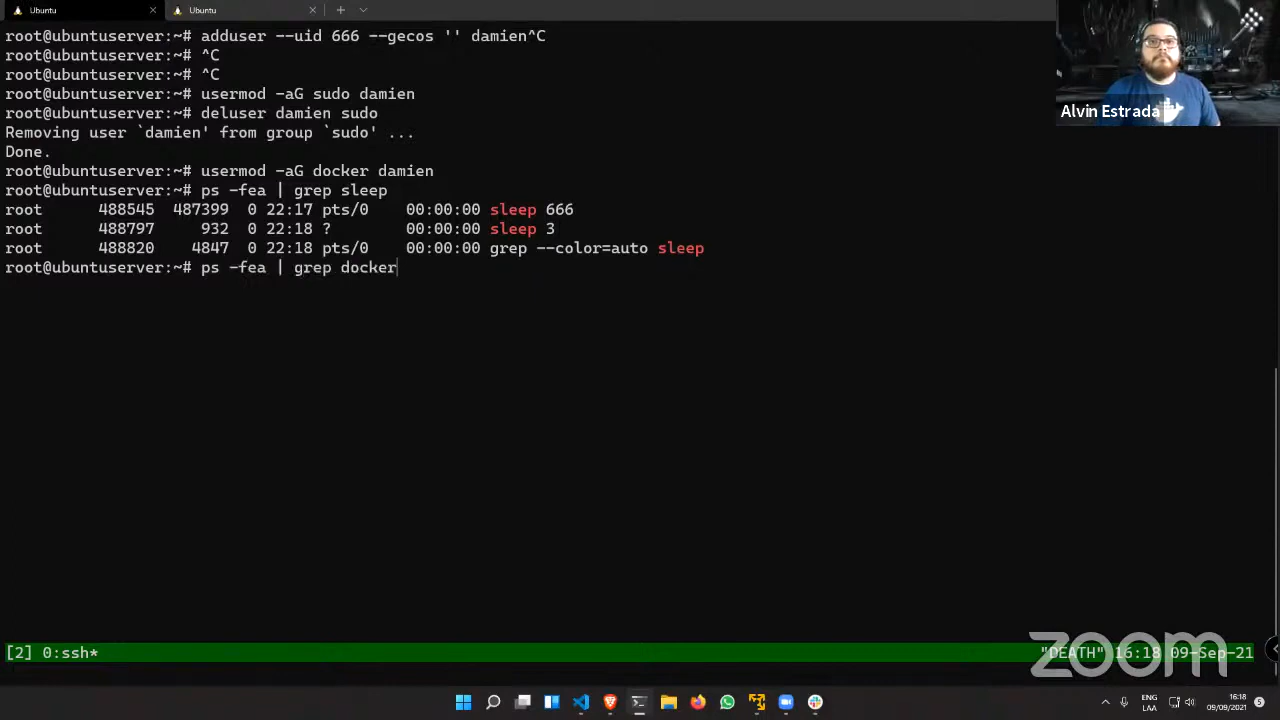 Ubuntu
Ubuntu
root@ubuntuserver:~# adduser --uid 666 --gecos '' damien^C
root@ubuntuserver:~# ^C
root@ubuntuserver:~# ^C
root@ubuntuserver:~# usermod -aG sudo damien
root@ubuntuserver:~# deluser damien sudo
Removing user `damien' from group `sudo' ...
Done.
root@ubuntuserver:~# usermod -aG docker damien
root@ubuntuserver:~# ps -fea | grep sleep
root      488545  487399  0 22:17 pts/0    00:00:00 sleep 666
root      488797     932  0 22:18 ?        00:00:00 sleep 3
root      488820    4847  0 22:18 pts/0    00:00:00 grep --color=auto sleep
root@ubuntuserver:~# ps -fea | grep docker
Alvin Estrada
[2] 0:ssh*
"DEATH" 16:18 09-Sep-21
zoom
ENG
LAA
16:18
09/09/2021
5